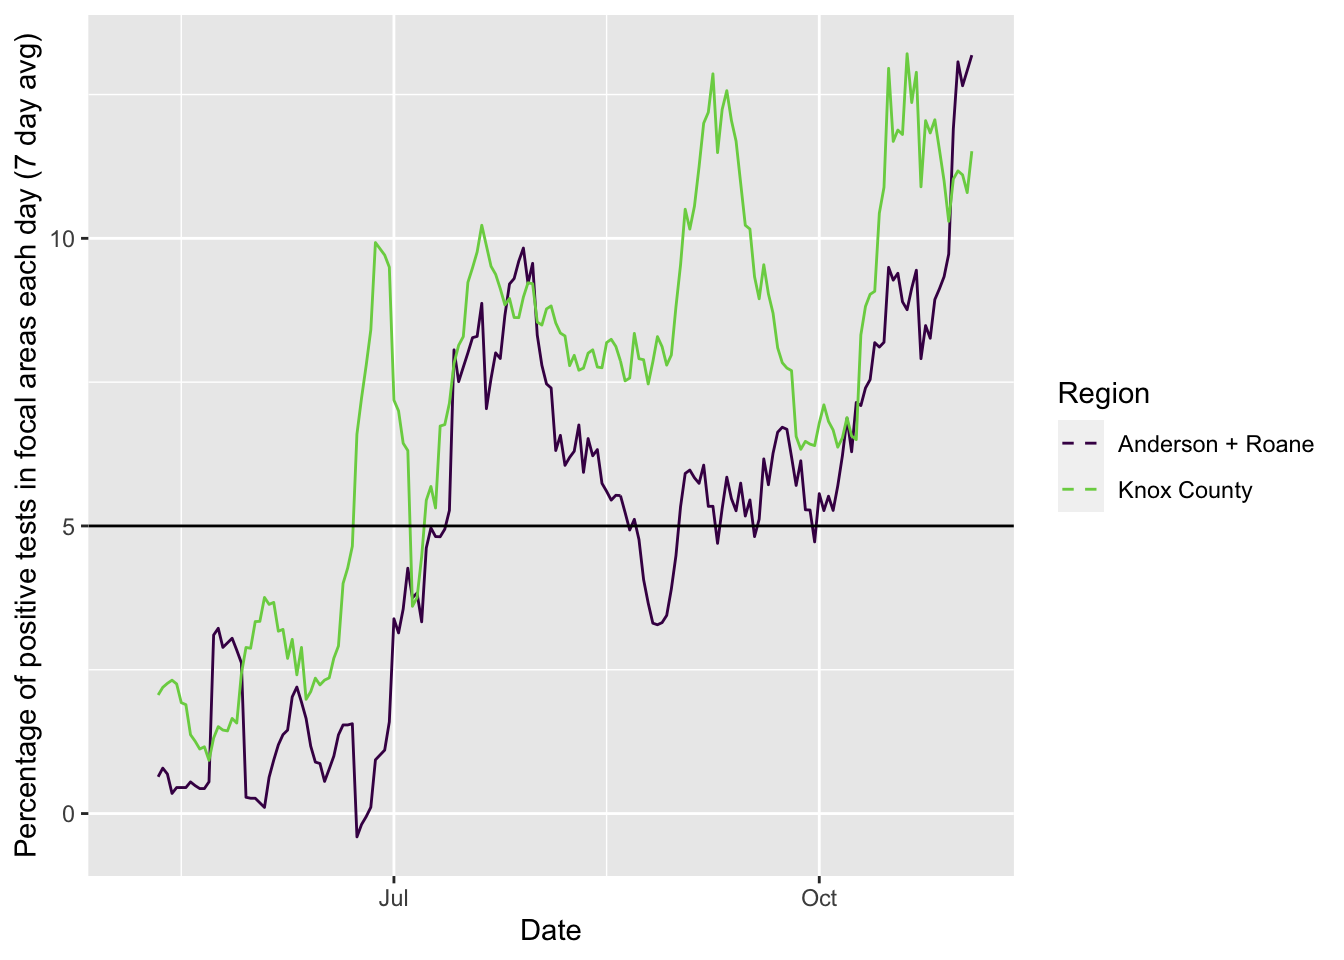 Percentage of positive tests in focal areas each day (7 day avg)
10
5
0
Jul
Oct
Date
Region
Anderson + Roane
Knox County